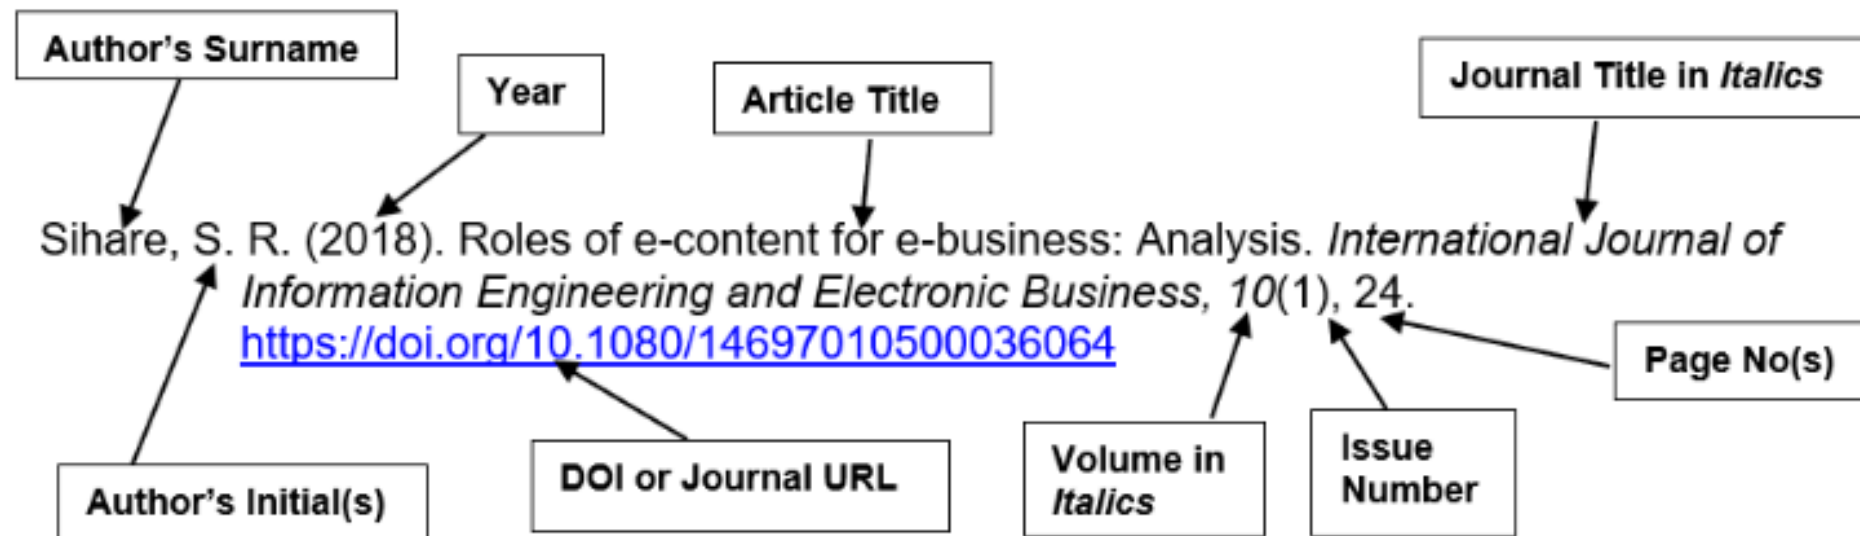 Author's Surname
Year
Article Title
Journal Title in Italics
Sihare, S. R. (2018). Roles of e-content for e-business: Analysis. International Journal of
Information Engineering and Electronic Business, 10(1), 24.
https://doi.org/10.1080/14697010500036064
Page No(s)
Author's Initial(s)
DOI or Journal URL
Volume in
Italics
Issue
Number